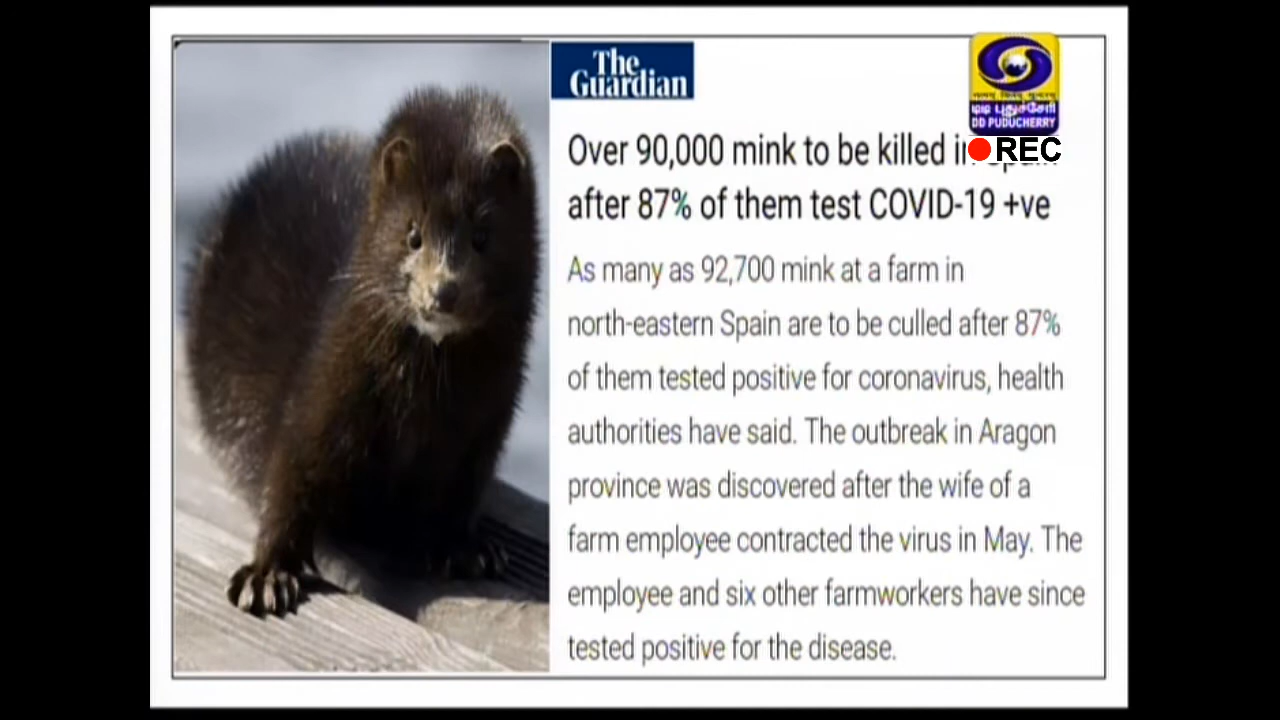 The
Guardian
டிடி புதுச்சேரி
DD PUDUCHERRY
REC
Over 90,000 mink to be killed in Spain
after 87% of them test COVID-19 +ve
As many as 92,700 mink at a farm in
north-eastern Spain are to be culled after 87%
of them tested positive for coronavirus, health
authorities have said. The outbreak in Aragon
province was discovered after the wife of a
farm employee contracted the virus in May. The
employee and six other farmworkers have since
tested positive for the disease.